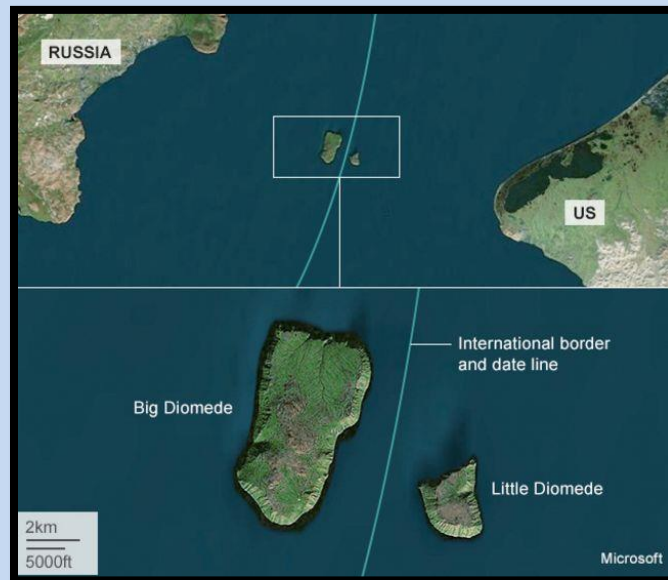 RUSSIA
US
International border
and date line
Big Diomede
Little Diomede
2km
5000ft
Microsoft